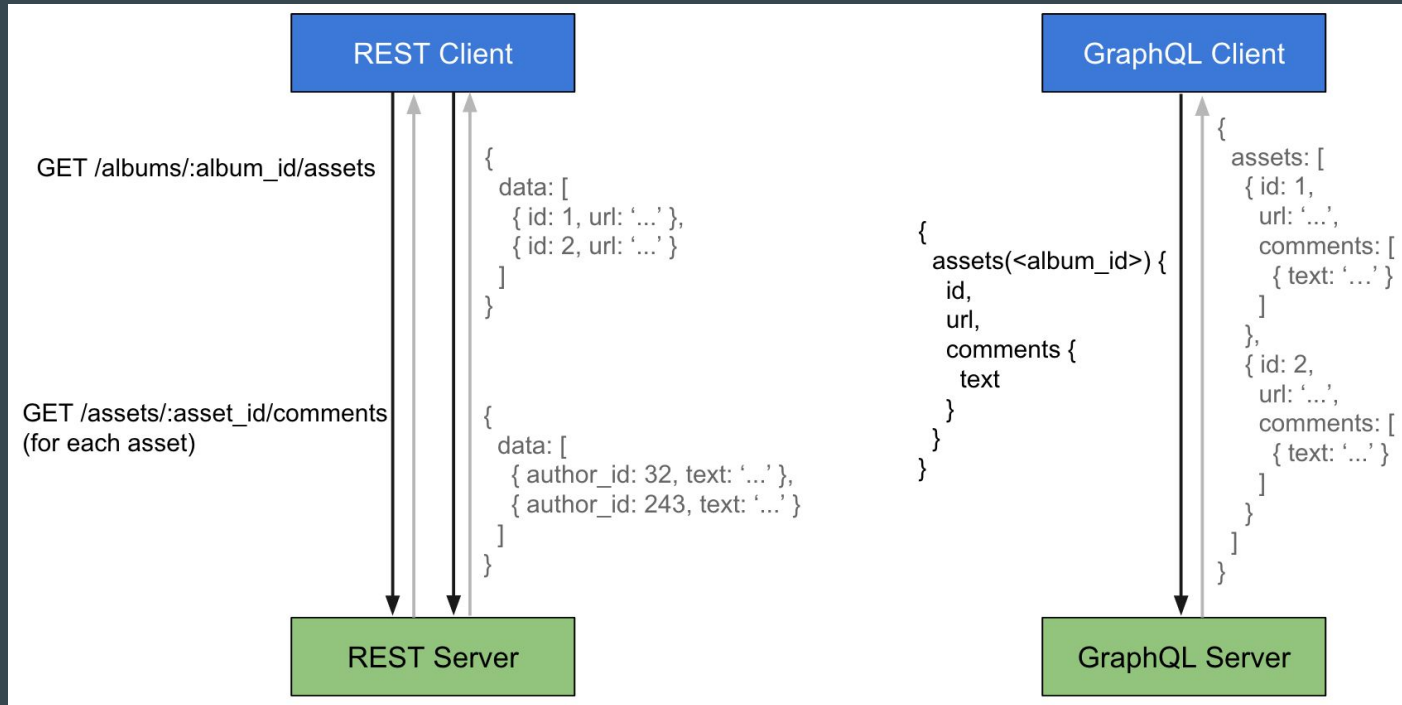 REST Client
GET /albums/:album_id/assets
{
data: [
{ id: 1, url: ‘...’ },
{ id: 2, url: ‘...’ }
]
}
GET /assets/:asset_id/comments
(for each asset)
{
data: [
{ author_id: 32, text: ‘...’ },
{ author_id: 243, text: ‘...’ }
]
}
REST Server
GraphQL Client
{
assets(<album_id>) {
id,
url,
comments {
text
}
}
}
{
assets: [
{ id: 1,
url: ‘...’,
comments: [
{ text: ‘...’ }
]
},
{ id: 2,
url: ‘...’,
comments: [
{ text: ‘...’ }
]
}
]
}
GraphQL Server